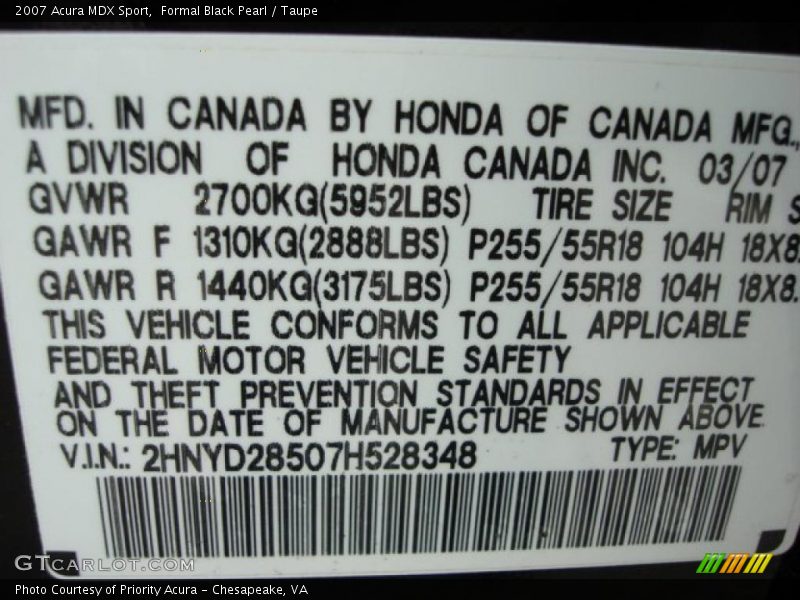 2007 Acura MDX Sport,  Formal Black Pearl / Taupe
MFD. IN CANADA BY HONDA OF CANADA MFG.,
A DIVISION OF HONDA CANADA INC. 03/07
GVWR 2700KG(5952LBS) TIRE SIZE RIM S
GAWR F 1310KG(2888LBS) P255/55R18 104H 18X8.
GAWR R 1440KG(3175LBS) P255/55R18 104H 18X8.
THIS VEHICLE CONFORMS TO ALL APPLICABLE
FEDERAL MOTOR VEHICLE SAFETY
AND THEFT PREVENTION STANDARDS IN EFFECT
ON THE DATE OF MANUFACTURE SHOWN ABOVE.
V.I.N.: 2HNYD28507H528348 TYPE: MPV
GTCARLOT.COM
Photo Courtesy of Priority Acura - Chesapeake, VA